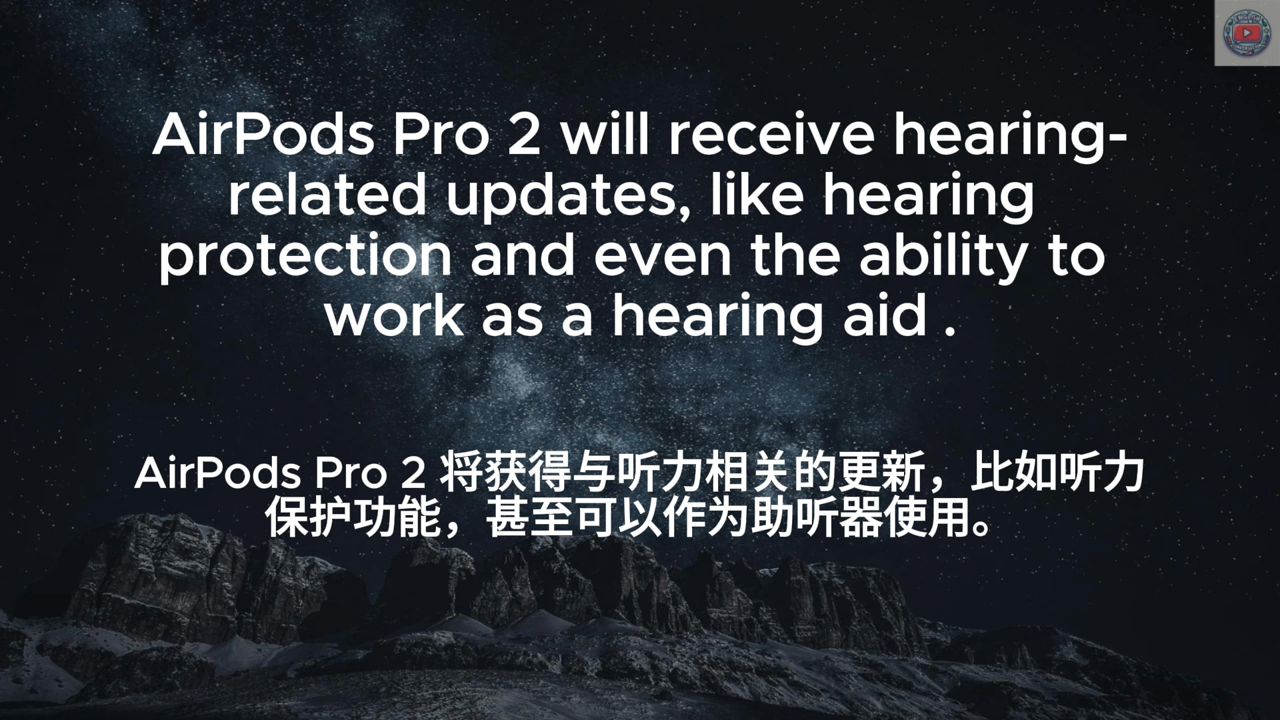 AirPods Pro 2 will receive hearing-
related updates, like hearing
protection and even the ability to
work as a hearing aid .
AirPods Pro 2 将获得与听力相关的更新，比如听力
保护功能，甚至可以作为助听器使用。